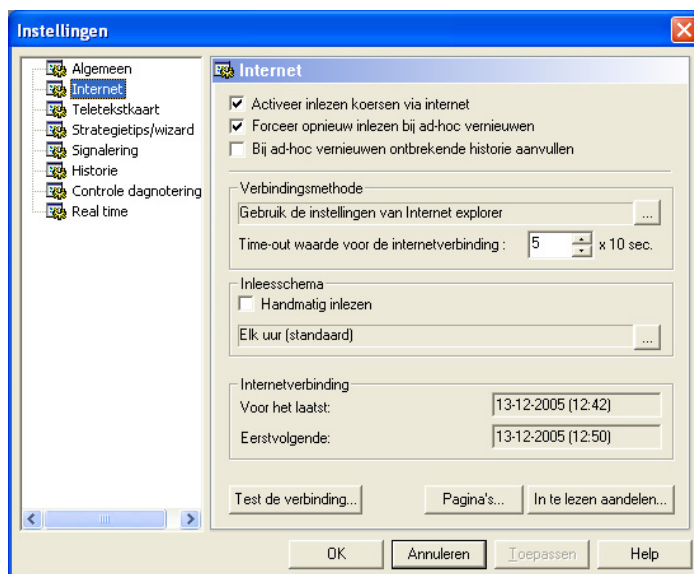 Instellingen
Algemeen
Internet
Teletekstkaart
Strategietips/wizard
Signalering
Historie
Controle dagnotering
Real time
Internet
Activeer inlezen koersen via internet
Forceer opnieuw inlezen bij ad-hoc vernieuwen
Bij ad-hoc vernieuwen ontbrekende historie aanvullen
Verbindingsmethode
Gebruik de instellingen van Internet explorer ...
Time-out waarde voor de internetverbinding : 5 x 10 sec.
Inleesschema
Handmatig inlezen
Elk uur (standaard) ...
Internetverbinding
Voor het laatst: 13-12-2005 (12:42)
Eerstvolgende: 13-12-2005 (12:50)
Test de verbinding... Pagina's... In te lezen aandelen...
OK Annuleren Toepassen Help